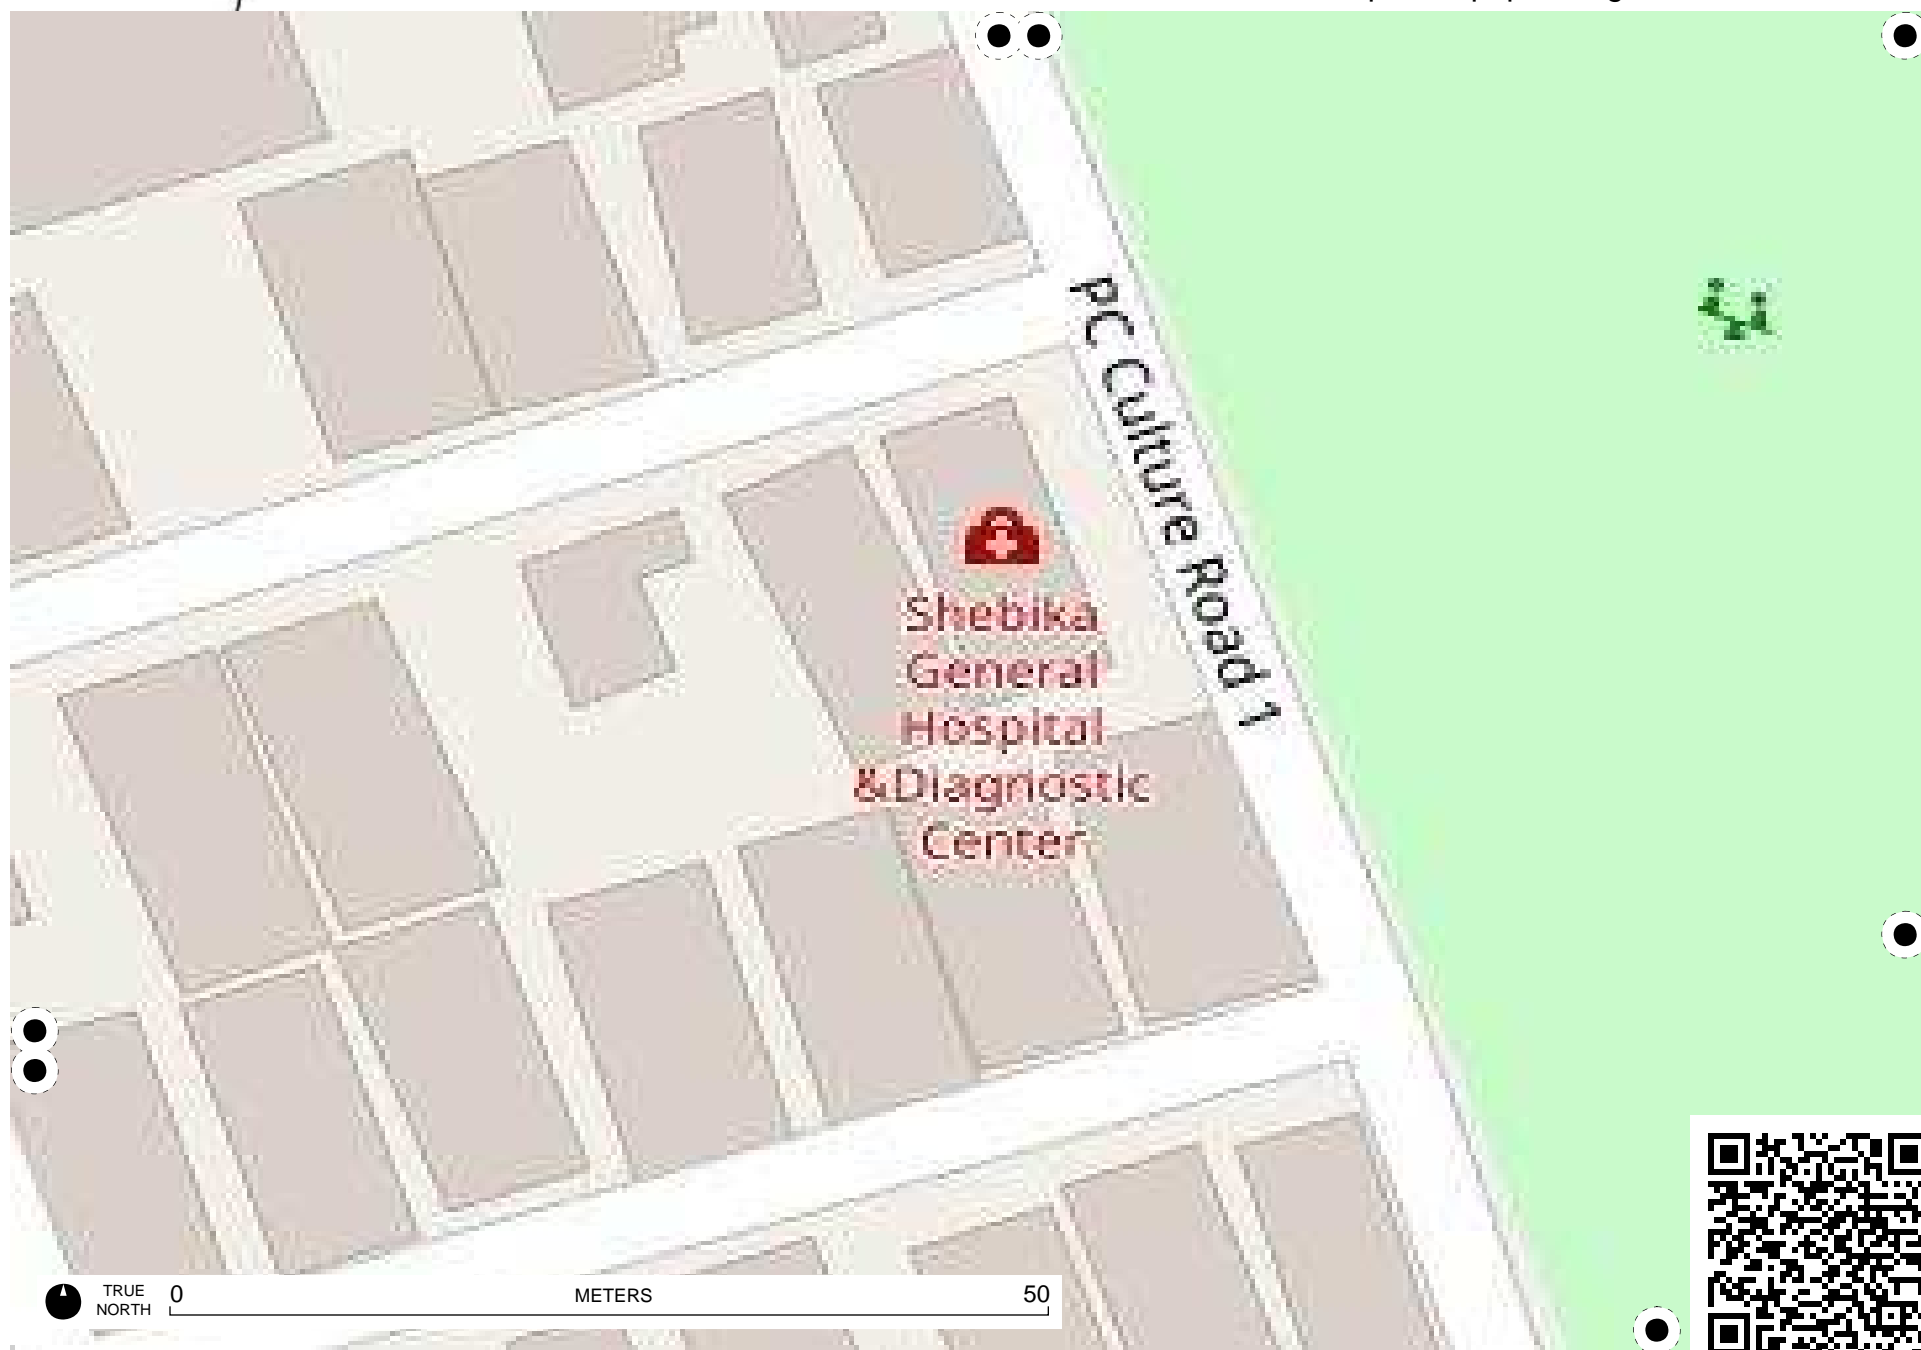 PC Culture Road 1
Shebika
General
Hospital
&Diagnostic
Center
TRUE
NORTH
0
METERS
50